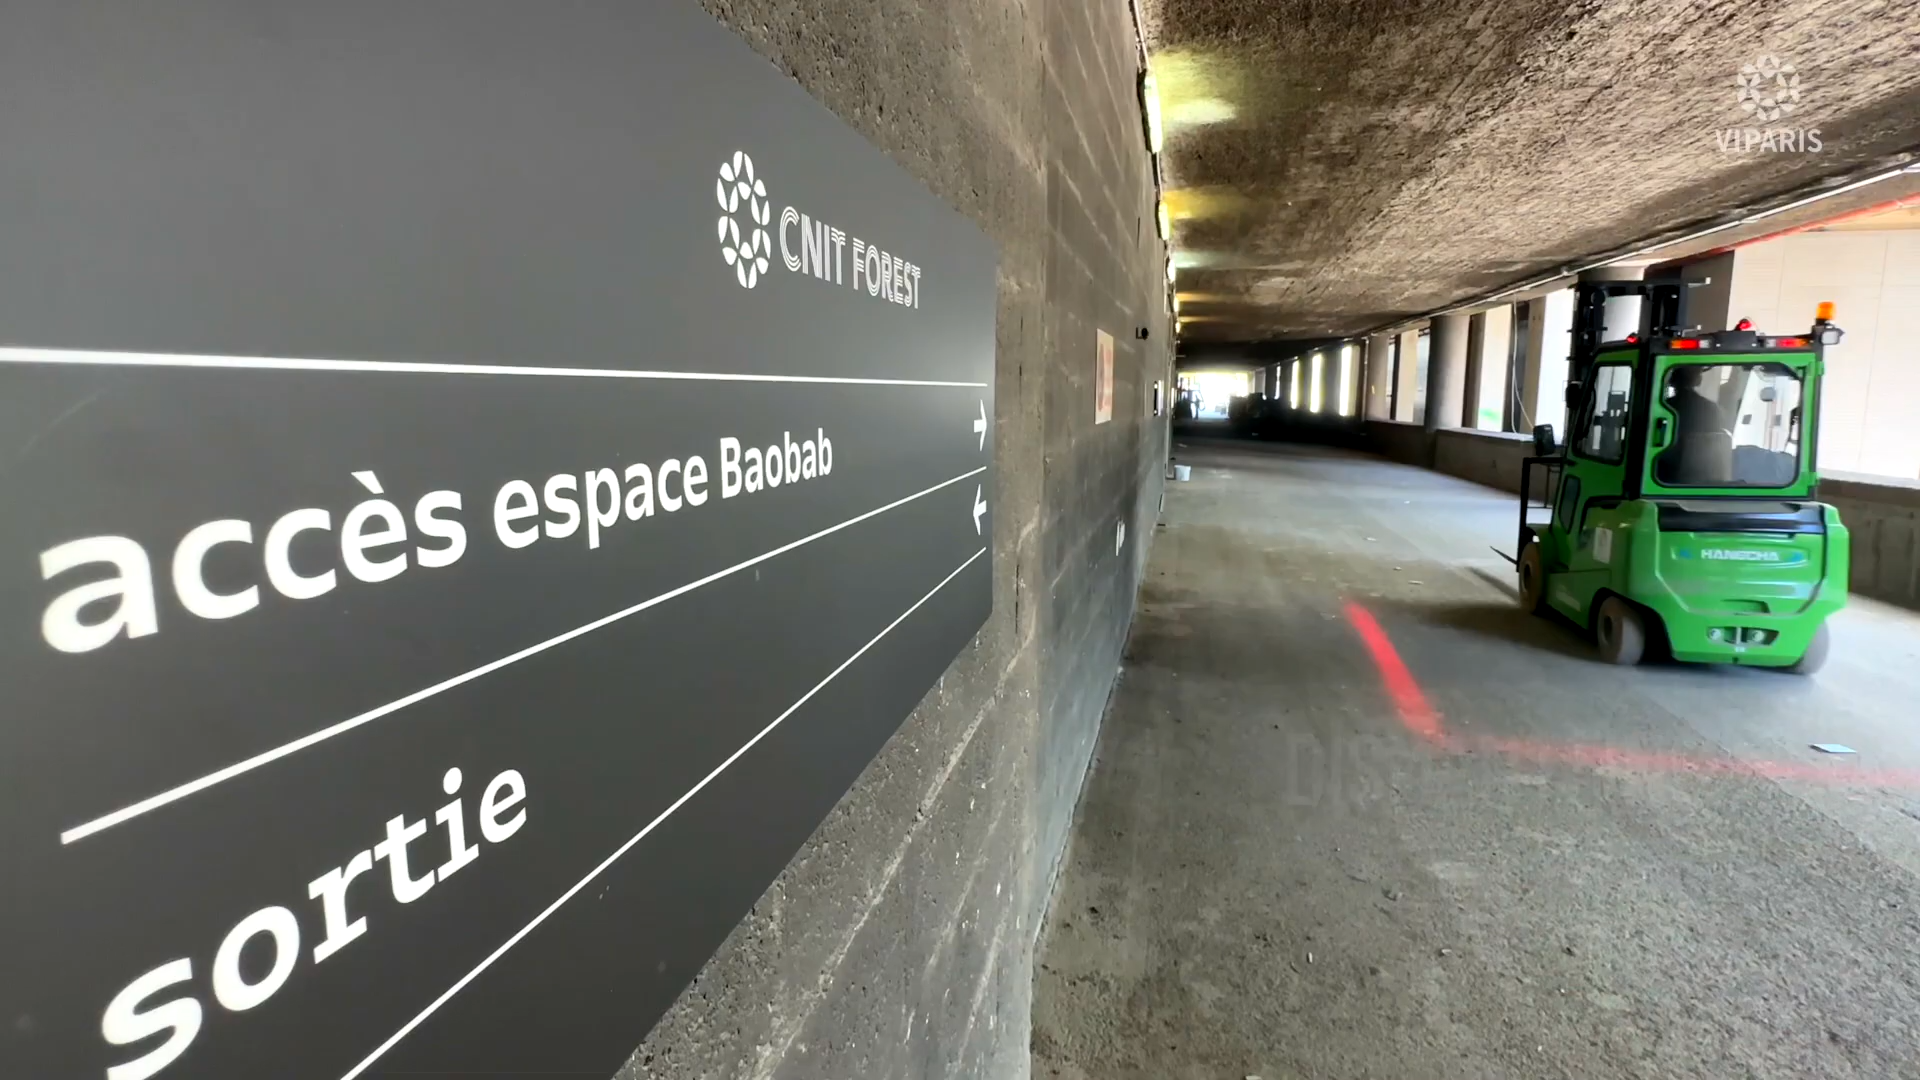 CNIT FOREST
accès espace Baobab →
sortie ←
VIPARIS
HANGCHA